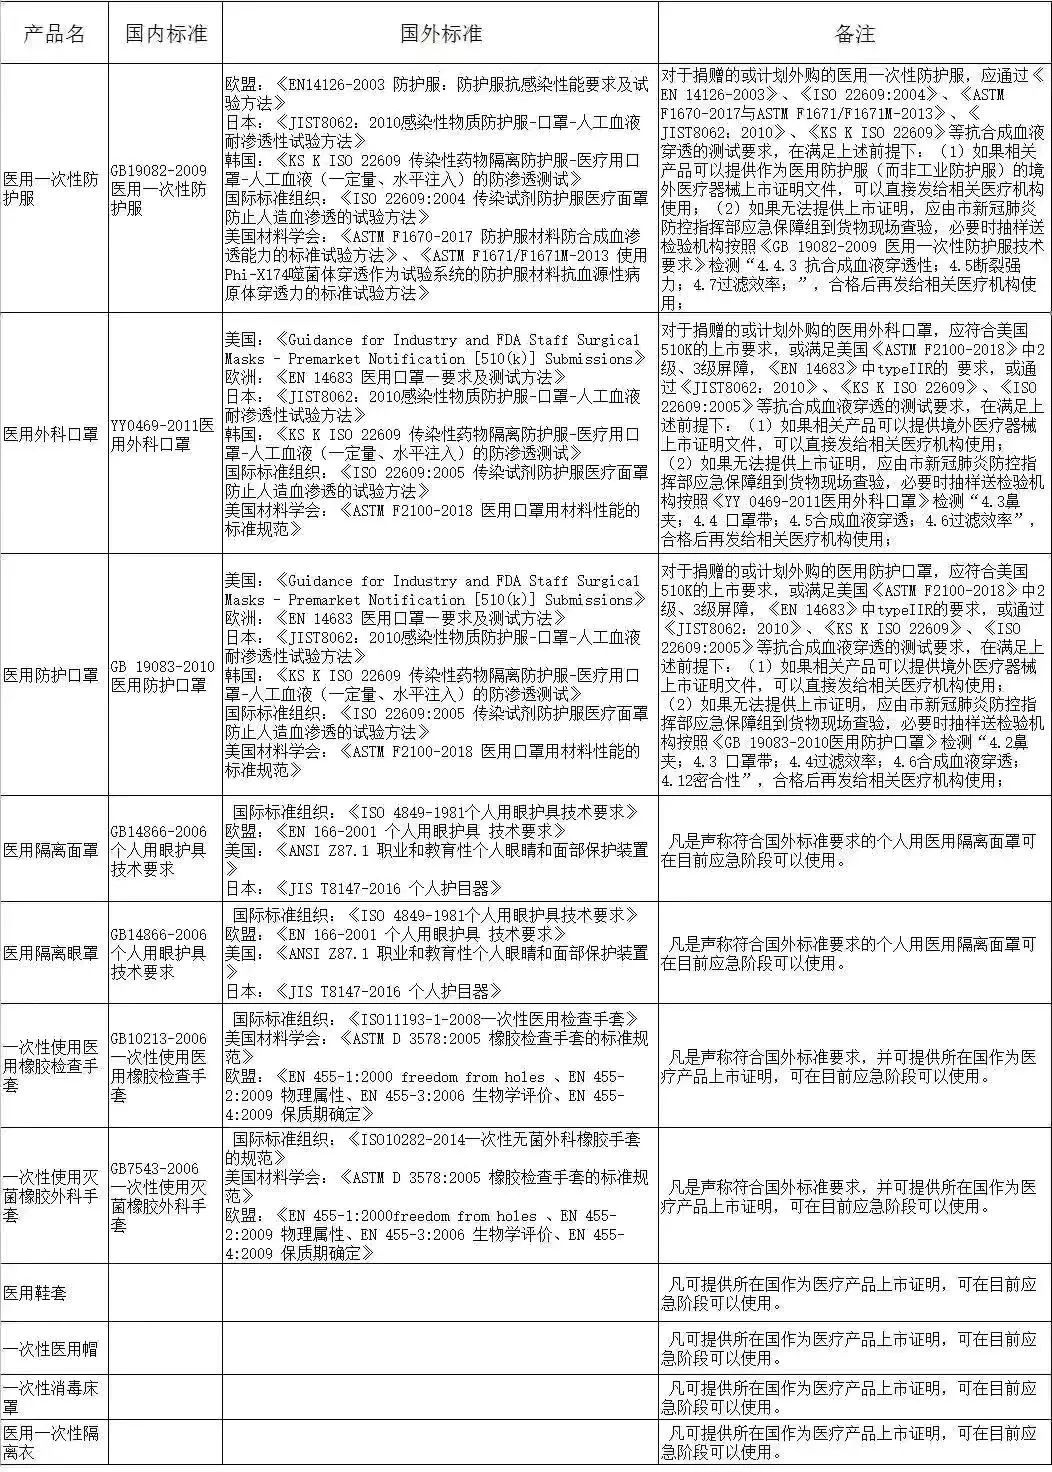 产品名
国内标准
国外标准
备注
医用一次性防
护服
GB19082-2009
医用一次性防
护服
欧盟：《EN14126-2003 防护服：防护服抗感染性能要求及试
验方法》
日本：《JIST8062：2010感染性物质防护服-口罩-人工血液
耐渗透性试验方法》
韩国：《KS K ISO 22609 传染性药物隔离防护服-医疗用口
罩-人工血液（一定量、水平注入）的防渗透测试》
国际标准组织：《ISO 22609:2004 传染试剂防护服医疗面罩
防止人造血渗透的试验方法》
美国材料学会：《ASTM F1670-2017 防护服材料防合成血渗
透能力的标准试验方法》、《ASTM F1671/F1671M-2013 使用
Phi-X174噬菌体穿透作为试验系统的防护服材料抗血源性病
原体穿透力的标准试验方法》
对于捐赠的或计划外购的医用一次性防护服，应通过《
EN 14126-2003》、《ISO 22609:2004》、《ASTM
F1670-2017与ASTM F1671/F1671M-2013》、《
JIST8062：2010》、《KS K ISO 22609》等抗合成血液
穿透的测试要求，在满足上述前提下：（1）如果相关
产品可以提供作为医用防护服（而非工业防护服）的境
外医疗器械上市证明文件，可以直接发给相关医疗机构
使用；（2）如果无法提供上市证明，应由市新冠肺炎
防控指挥部应急保障组到货物现场查验，必要时抽样送
检验机构按照《GB 19082-2009 医用一次性防护服技术
要求》检测“4.4.3 抗合成血液穿透性；4.5断裂强
力；4.7过滤效率；”，合格后再发给相关医疗机构使
用；
医用外科口罩
YY0469-2011医
用外科口罩
美国：《Guidance for Industry and FDA Staff Surgical
Masks - Premarket Notification [510(k)] Submissions》
欧洲：《EN 14683 医用口罩一要求及测试方法》
日本：《JIST8062：2010感染性物质防护服-口罩-人工血液
耐渗透性试验方法》
韩国：《KS K ISO 22609 传染性药物隔离防护服-医疗用口
罩-人工血液（一定量、水平注入）的防渗透测试》
国际标准组织：《ISO 22609:2005 传染试剂防护服医疗面罩
防止人造血渗透的试验方法》
美国材料学会：《ASTM F2100-2018 医用口罩用材料性能的
标准规范》
对于捐赠的或计划外购的医用外科口罩，应符合美国
510K的上市要求，或满足美国《ASTM F2100-2018》中2
级、3级屏障，《EN 14683》中typeIIR的 要求，或通
过《JIST8062：2010》、《KS K ISO 22609》、《ISO
22609:2005》等抗合成血液穿透的测试要求，在满足上
述前提下：（1）如果相关产品可以提供境外医疗器械
上市证明文件，可以直接发给相关医疗机构使用；
（2）如果无法提供上市证明，应由市新冠肺炎防控指
挥部应急保障组到货物现场查验，必要时抽样送检验机
构按照《YY 0469-2011医用外科口罩》检测“4.3鼻
夹；4.4 口罩带；4.5合成血液穿透；4.6过滤效率”，
合格后再发给相关医疗机构使用；
医用防护口罩
GB 19083-2010
医用防护口罩
美国：《Guidance for Industry and FDA Staff Surgical
Masks - Premarket Notification [510(k)] Submissions》
欧洲：《EN 14683 医用口罩一要求及测试方法》
日本：《JIST8062：2010感染性物质防护服-口罩-人工血液
耐渗透性试验方法》
韩国：《KS K ISO 22609 传染性药物隔离防护服-医疗用口
罩-人工血液（一定量、水平注入）的防渗透测试》
国际标准组织：《ISO 22609:2005 传染试剂防护服医疗面罩
防止人造血渗透的试验方法》
美国材料学会：《ASTM F2100-2018 医用口罩用材料性能的
标准规范》
对于捐赠的或计划外购的医用防护口罩，应符合美国
510K的上市要求，或满足美国《ASTM F2100-2018》中2
级、3级屏障，《EN 14683》中typeIIR的要求，或通过
《JIST8062：2010》、《KS K ISO 22609》、《ISO
22609:2005》等抗合成血液穿透的测试要求，在满足上
述前提下：（1）如果相关产品可以提供境外医疗器械
上市证明文件，可以直接发给相关医疗机构使用；
（2）如果无法提供上市证明，应由市新冠肺炎防控指
挥部应急保障组到货物现场查验，必要时抽样送检验机
构按照《GB 19083-2010医用防护口罩》检测“4.2鼻
夹；4.3 口罩带；4.4过滤效率；4.6合成血液穿透；
4.12密合性”，合格后再发给相关医疗机构使用；
医用隔离面罩
GB14866-2006
个人用眼护具
技术要求
国际标准组织：《ISO 4849-1981个人用眼护具技术要求》
欧盟：《EN 166-2001 个人用眼护具 技术要求》
美国：《ANSI Z87.1 职业和教育性个人眼睛和面部保护装置
》
日本：《JIS T8147-2016 个人护目器》
凡是声称符合国外标准要求的个人用医用隔离面罩可
在目前应急阶段可以使用。
医用隔离眼罩
GB14866-2006
个人用眼护具
技术要求
国际标准组织：《ISO 4849-1981个人用眼护具技术要求》
欧盟：《EN 166-2001 个人用眼护具 技术要求》
美国：《ANSI Z87.1 职业和教育性个人眼睛和面部保护装置
》
日本：《JIS T8147-2016 个人护目器》
凡是声称符合国外标准要求的个人用医用隔离面罩可
在目前应急阶段可以使用。
一次性使用医
用橡胶检查手
套
GB10213-2006
一次性使用医
用橡胶检查手
套
国际标准组织：《ISO11193-1-2008一次性医用检查手套》
美国材料学会：《ASTM D 3578:2005 橡胶检查手套的标准规
范》
欧盟：《EN 455-1:2000 freedom from holes 、EN 455-
2:2009 物理属性、EN 455-3:2006 生物学评价、EN 455-
4:2009 保质期确定》
凡是声称符合国外标准要求，并可提供所在国作为医
疗产品上市证明，可在目前应急阶段可以使用。
一次性使用灭
菌橡胶外科手
套
GB7543-2006
一次性使用灭
菌橡胶外科手
套
国际标准组织：《ISO10282-2014一次性无菌外科橡胶手套
的规范》
美国材料学会：《ASTM D 3578:2005 橡胶检查手套的标准规
范》
欧盟：《EN 455-1:2000freedom from holes 、EN 455-
2:2009 物理属性、EN 455-3:2006 生物学评价、EN 455-
4:2009 保质期确定》
凡是声称符合国外标准要求，并可提供所在国作为医
疗产品上市证明，可在目前应急阶段可以使用。
医用鞋套
凡可提供所在国作为医疗产品上市证明，可在目前应
急阶段可以使用。
一次性医用帽
凡可提供所在国作为医疗产品上市证明，可在目前应
急阶段可以使用。
一次性消毒床
罩
凡可提供所在国作为医疗产品上市证明，可在目前应
急阶段可以使用。
医用一次性隔
离衣
凡可提供所在国作为医疗产品上市证明，可在目前应
急阶段可以使用。